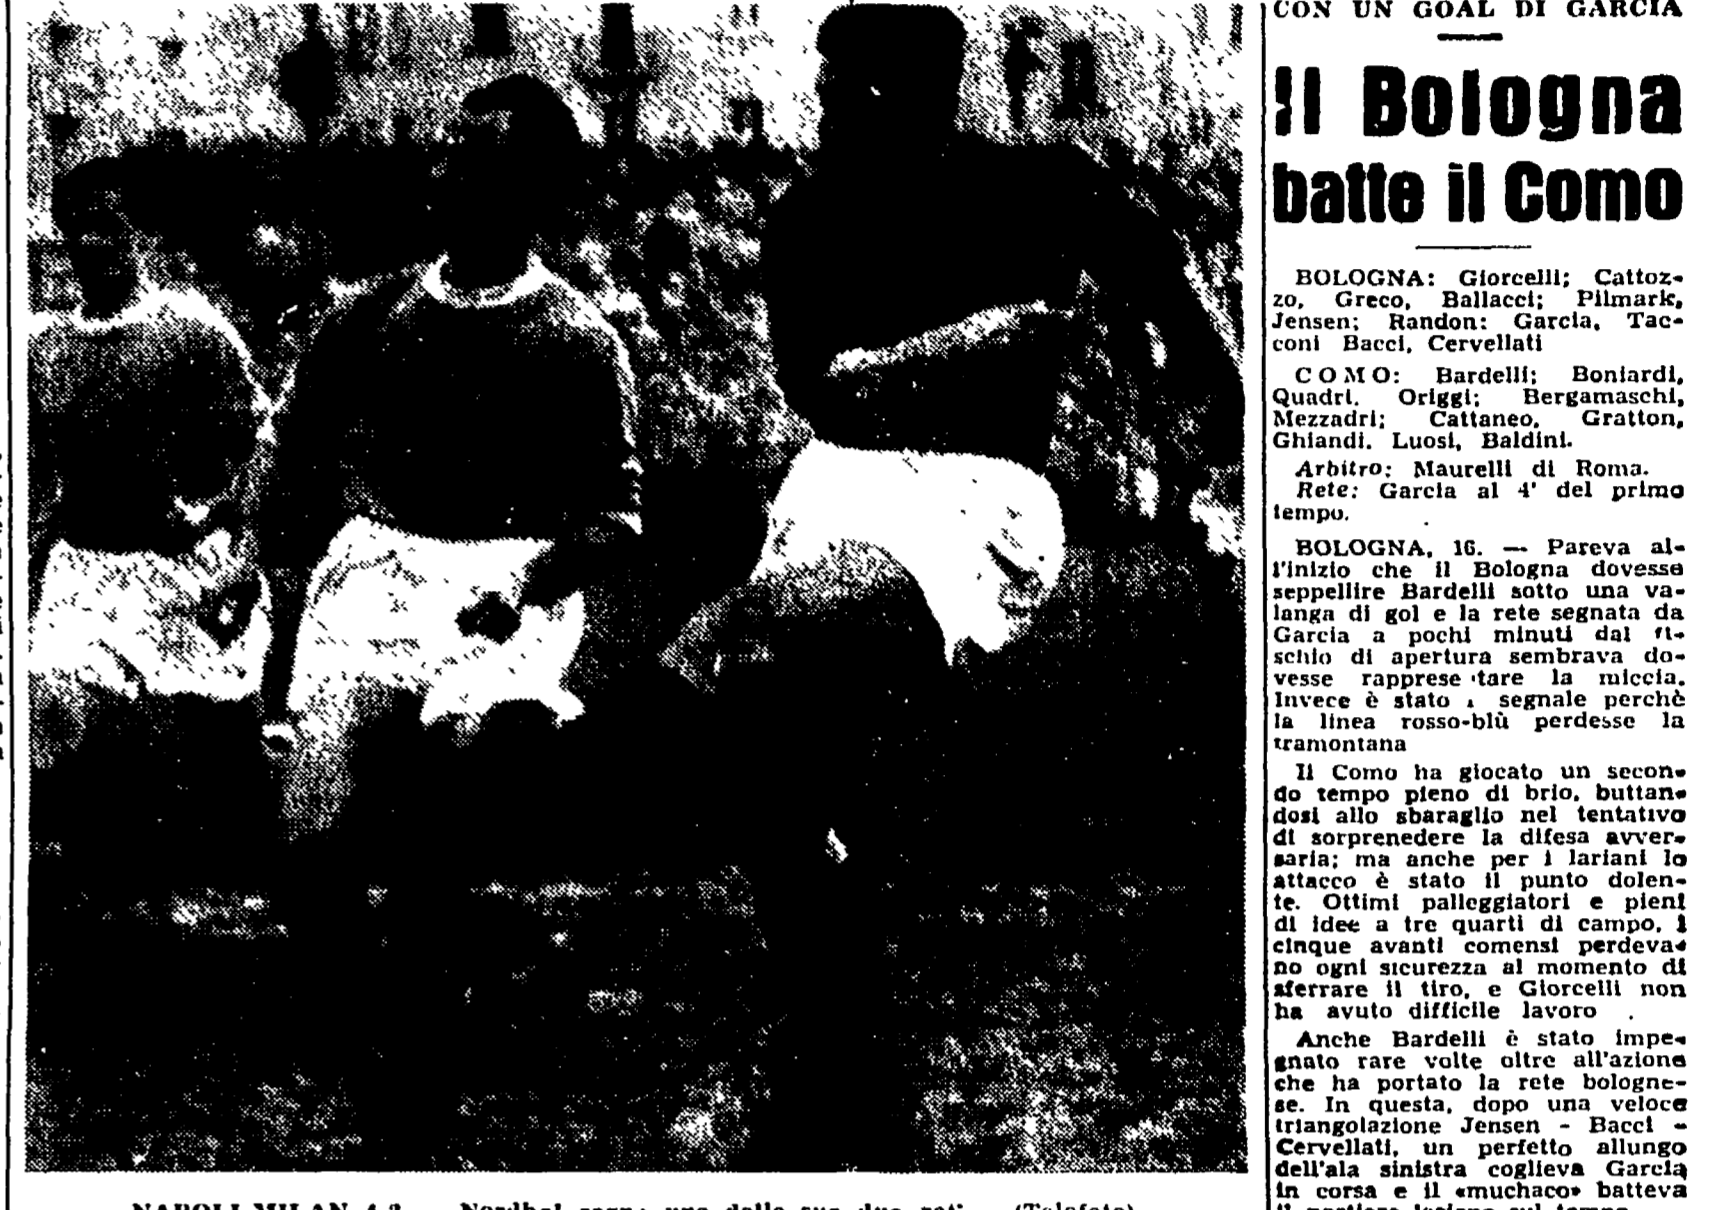 CON UN GOAL DI GARCIA
Il Bologna
batte il Como
BOLOGNA: Giorcelli; Cattoz-
zo, Greco, Ballacci; Pilmark,
Jensen; Randon: Garcia, Tac-
coni Bacci, Cervellati
COMO: Bardelli; Boniardi,
Quadri. Origgi; Bergamaschi,
Mezzadri; Cattaneo, Gratton,
Ghiandi. Luosi, Baldini.
Arbitro: Maurelli di Roma.
Rete: Garcia al 4' del primo
tempo.
BOLOGNA, 16. — Pareva al-
l'inizio che il Bologna dovesse
seppellire Bardelli sotto una va-
langa di gol e la rete segnata da
Garcia a pochi minuti dal fi-
schio di apertura sembrava do-
vesse rapprese tare la miccia.
Invece è stato segnale perchè
la linea rosso-blù perdesse la
tramontana
Il Como ha giocato un secon-
do tempo pieno di brio, buttan-
dosi allo sbaraglio nel tentativo
di sorprenedere la difesa avver-
saria; ma anche per i lariani lo
attacco è stato il punto dolen-
te. Ottimi palleggiatori e pieni
di idee a tre quarti di campo, i
cinque avanti comensi perdeva-
no ogni sicurezza al momento di
sferrare il tiro, e Giorcelli non
ha avuto difficile lavoro .
Anche Bardelli è stato impe-
gnato rare volte oltre all'azione
che ha portato la rete bologne-
se. In questa, dopo una veloce
triangolazione Jensen - Bacci -
Cervellati, un perfetto allungo
dell'ala sinistra coglieva Garcia
in corsa e il «muchaco» batteva
NAPOLI-MILAN 4-2 (Telefoto)